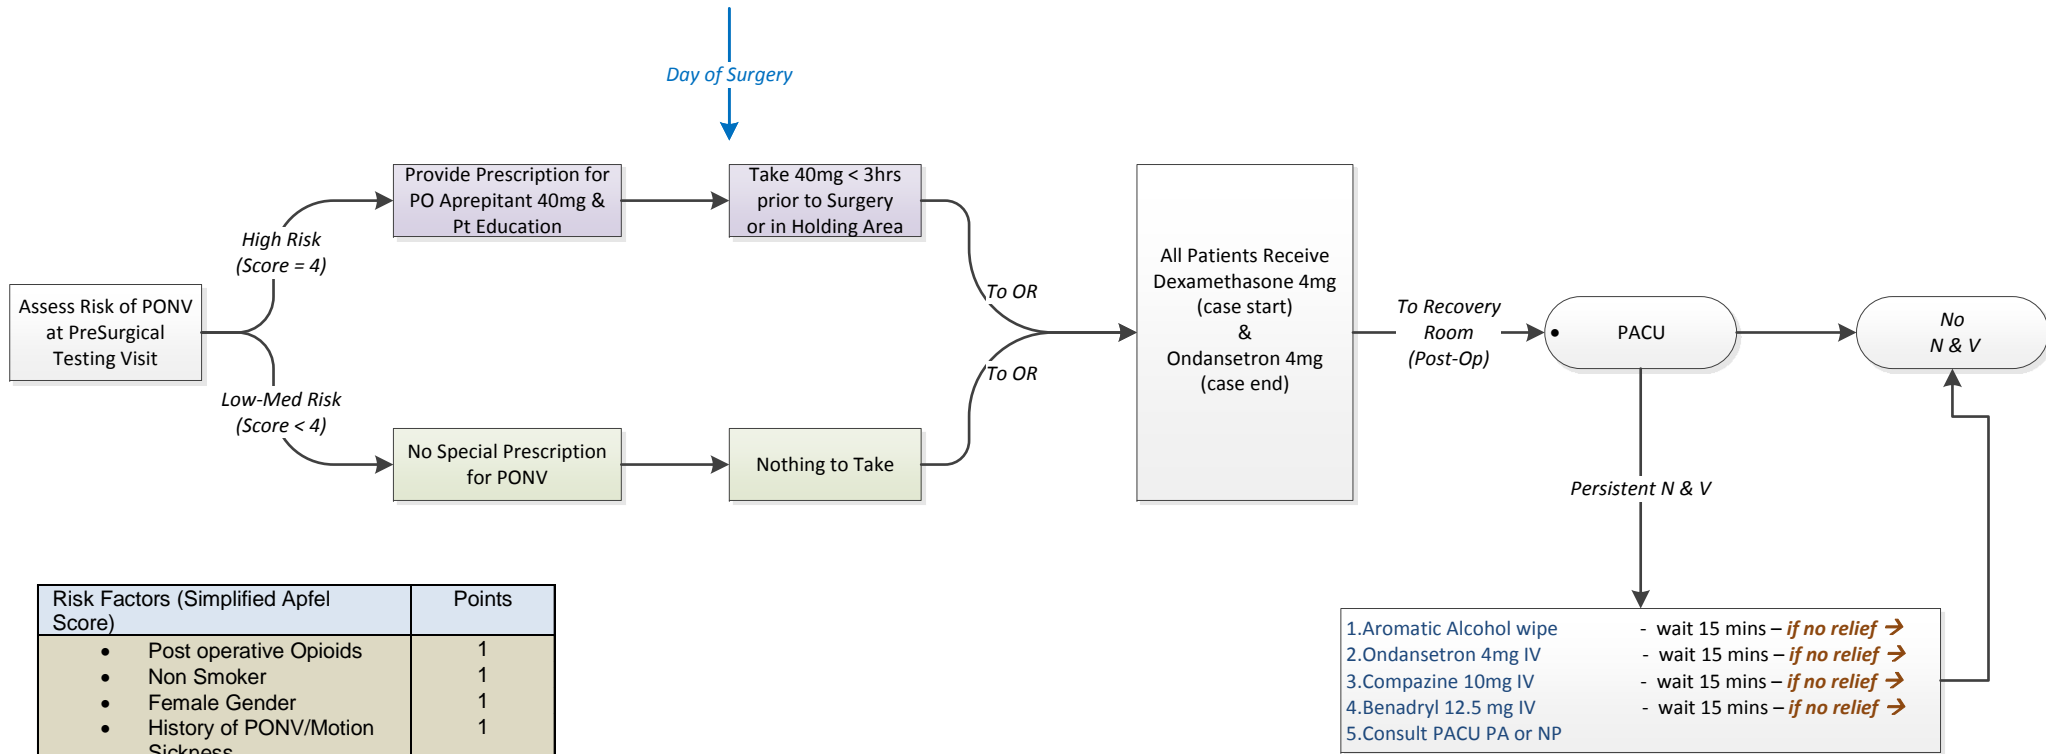 Day of Surgery
Provide Prescription for
PO Aprepitant 40mg &
Pt Education
Take 40mg < 3hrs
prior to Surgery
or in Holding Area
High Risk
(Score = 4)
Assess Risk of PONV
at PreSurgical
Testing Visit
Low-Med Risk
(Score < 4)
No Special Prescription
for PONV
Nothing to Take
To OR
To OR
All Patients Receive
Dexamethasone 4mg
(case start)
&
Ondansetron 4mg
(case end)
To Recovery
Room
(Post-Op)
• PACU
No
N & V
Persistent N & V
1.Aromatic Alcohol wipe - wait 15 mins – if no relief →
2.Ondansetron 4mg IV - wait 15 mins – if no relief →
3.Compazine 10mg IV - wait 15 mins – if no relief →
4.Benadryl 12.5 mg IV - wait 15 mins – if no relief →
5.Consult PACU PA or NP
Risk Factors (Simplified Apfel Points
Score)
• Post operative Opioids 1
• Non Smoker 1
• Female Gender 1
• History of PONV/Motion 1
Sickness